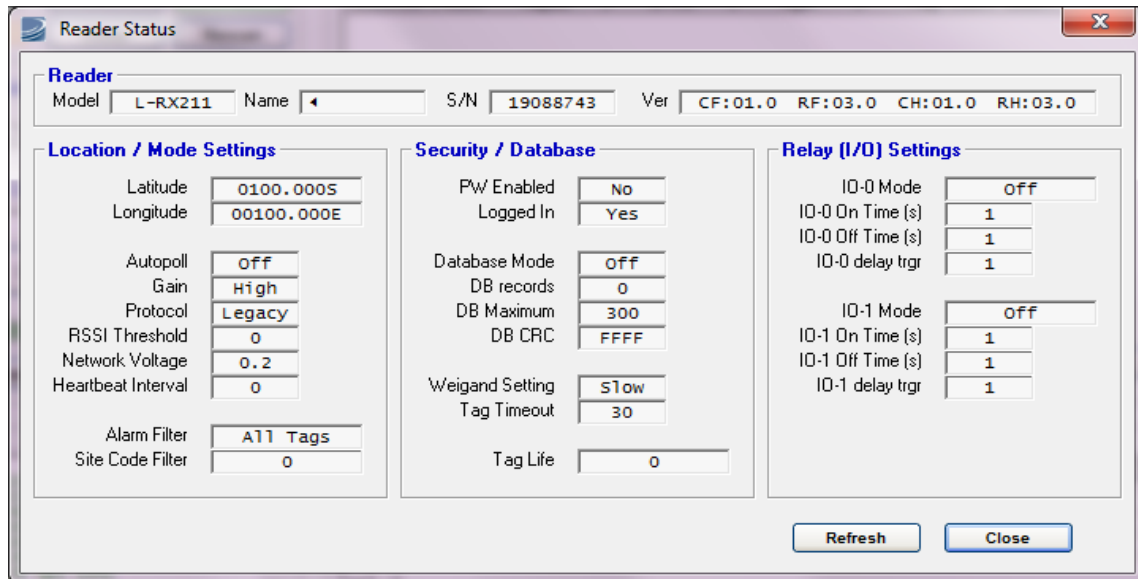 Reader Status
Reader
Model L-RX211 Name S/N 19088743 Ver CF:01.0 RF:03.0 CH:01.0 RH:03.0
Location / Mode Settings
Latitude 0100.000S
Longitude 00100.000E
Autopoll Off
Gain High
Protocol Legacy
RSSI Threshold 0
Network Voltage 0.2
Heartbeat Interval 0
Alarm Filter All Tags
Site Code Filter 0
Security / Database
PW Enabled No
Logged In Yes
Database Mode Off
DB records 0
DB Maximum 300
DB CRC FFFF
Weigand Setting Slow
Tag Timeout 30
Tag Life 0
Relay (I/O) Settings
IO-0 Mode Off
IO-0 On Time (s) 1
IO-0 Off Time (s) 1
IO-0 delay trgr 1
IO-1 Mode Off
IO-1 On Time (s) 1
IO-1 Off Time (s) 1
IO-1 delay trgr 1
Refresh Close